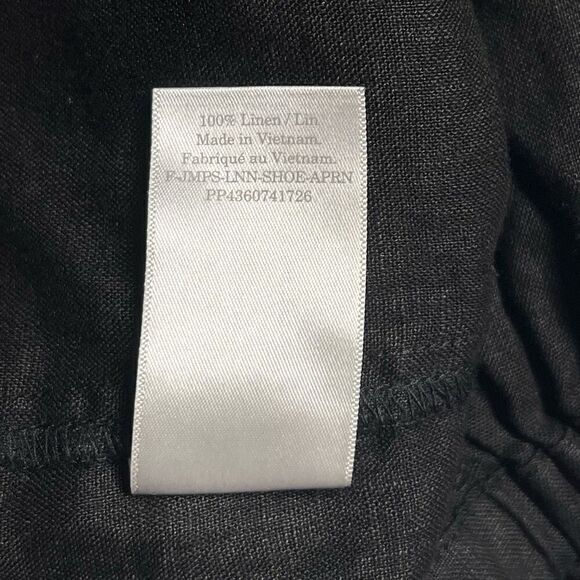 100% Linen / Lin
Made in Vietnam.
Fabriqué au Vietnam.
F-JMPS-LNN-SHOE-APRN
PP4360741726